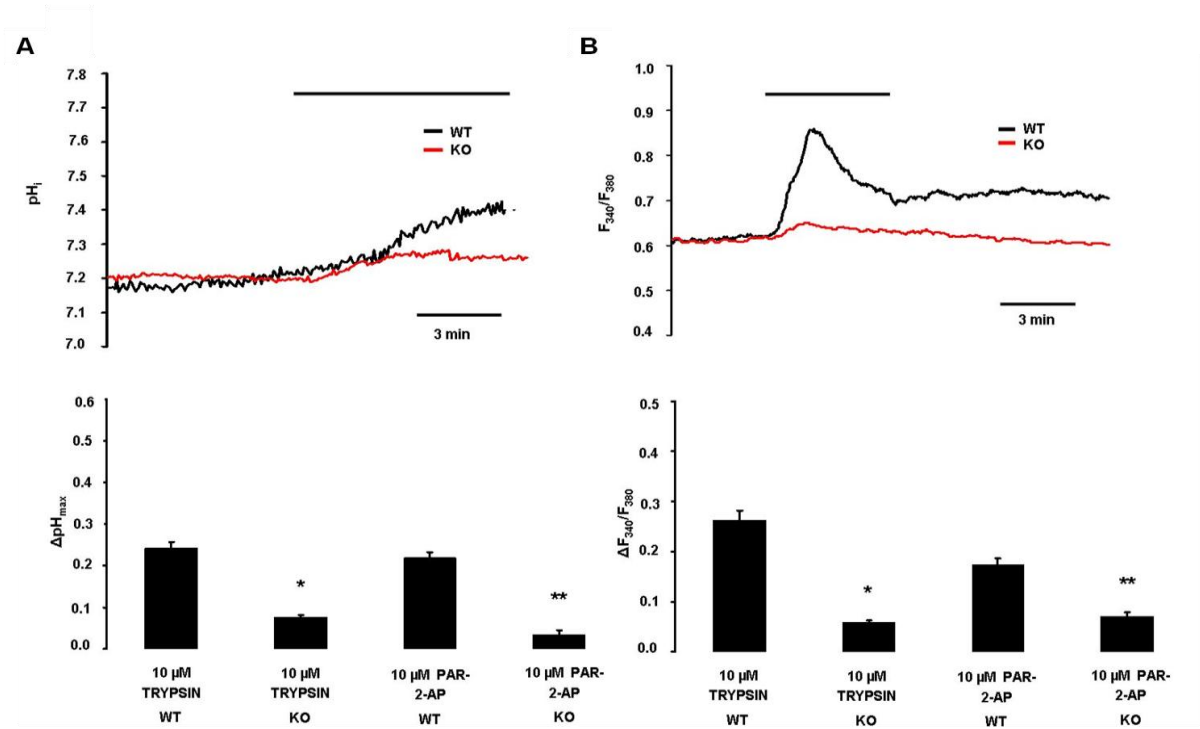 A
7.8
7.7
7.6
7.5
7.4
7.3
7.2
7.1
7.0
pHi
WT
KO
3 min
B
1.0
0.9
0.8
0.7
0.6
0.5
0.4
F340/F380
WT
KO
3 min
0.6
0.5
0.4
0.3
0.2
0.1
0.0
ΔpHmax
*
**
10 µM
TRYPSIN
WT
10 µM
TRYPSIN
KO
10 µM PAR-
2-AP
WT
10 µM PAR-
2-AP
KO
0.5
0.4
0.3
0.2
0.1
0.0
ΔF340/F380
*
**
10 µM
TRYPSIN
WT
10 µM
TRYPSIN
KO
10 µM PAR-
2-AP
WT
10 µM PAR-
2-AP
KO